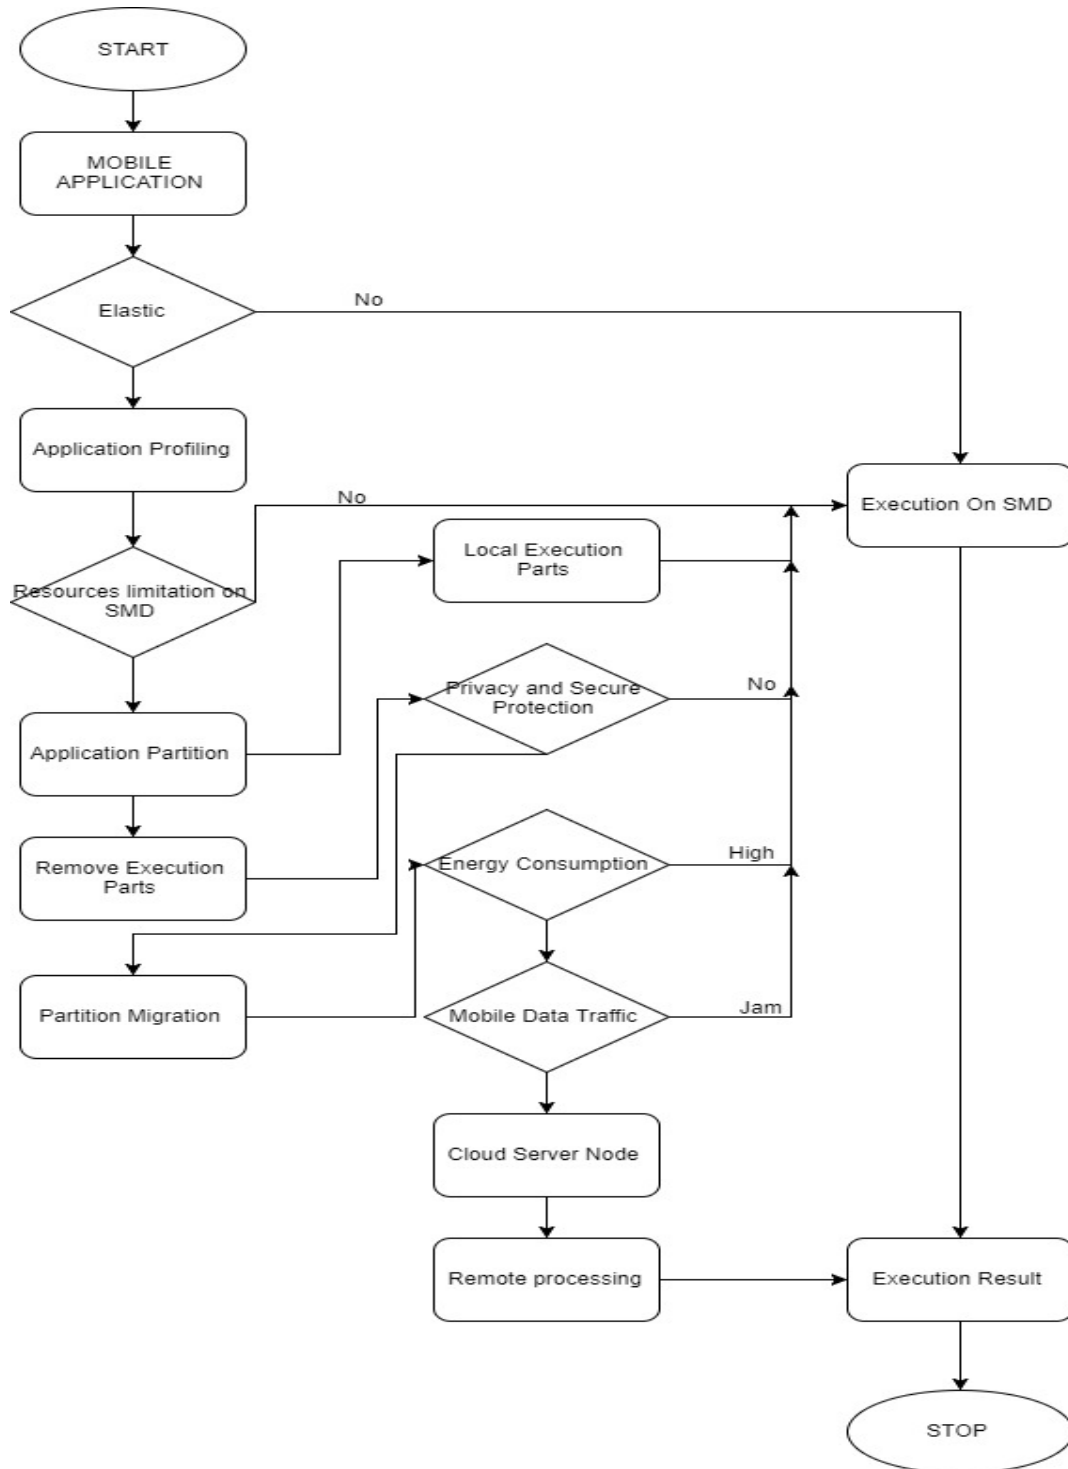 START
MOBILE
APPLICATION
Elastic
No
Application Profiling
No
Execution On SMD
Local Execution
Parts
Resources limitation on
SMD
Privacy and Secure
Protection
No
Application Partition
Remove Execution
Parts
Energy Consumption
High
Partition Migration
Mobile Data Traffic
Jam
Cloud Server Node
Remote processing
Execution Result
STOP